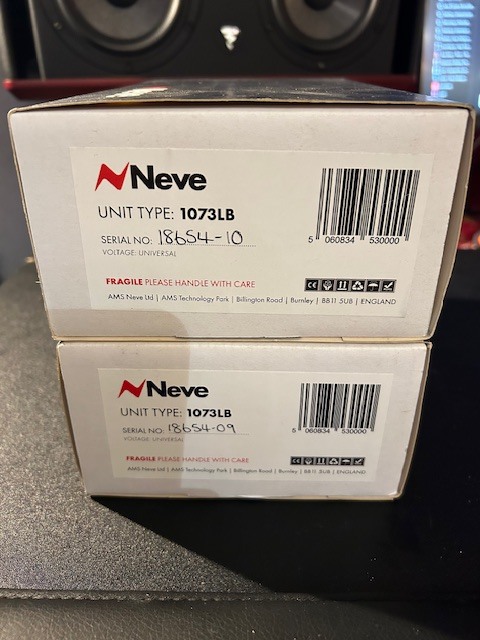 Neve
UNIT TYPE: 1073LB
SERIAL NO: 18654-10
VOLTAGE: UNIVERSAL
5 060834 530000
FRAGILE PLEASE HANDLE WITH CARE
AMS Neve Ltd | AMS Technology Park | Billington Road | Burnley | BB11 5UB | ENGLAND
Neve
UNIT TYPE: 1073LB
SERIAL NO: 18654-09
VOLTAGE: UNIVERSAL
5 060834 530000
FRAGILE PLEASE HANDLE WITH CARE
AMS Neve Ltd | AMS Technology Park | Billington Road | Burnley | BB11 5UB | ENGLAND